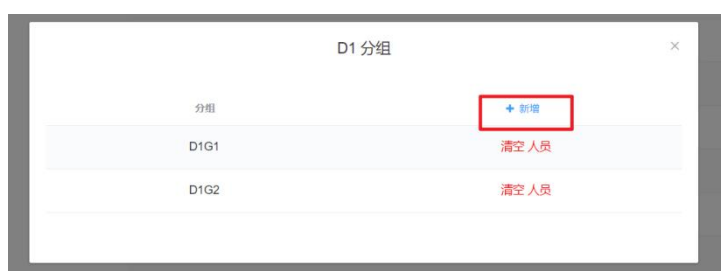 D1 分组
×
分组
+ 新增
D1G1
清空 人员
D1G2
清空 人员